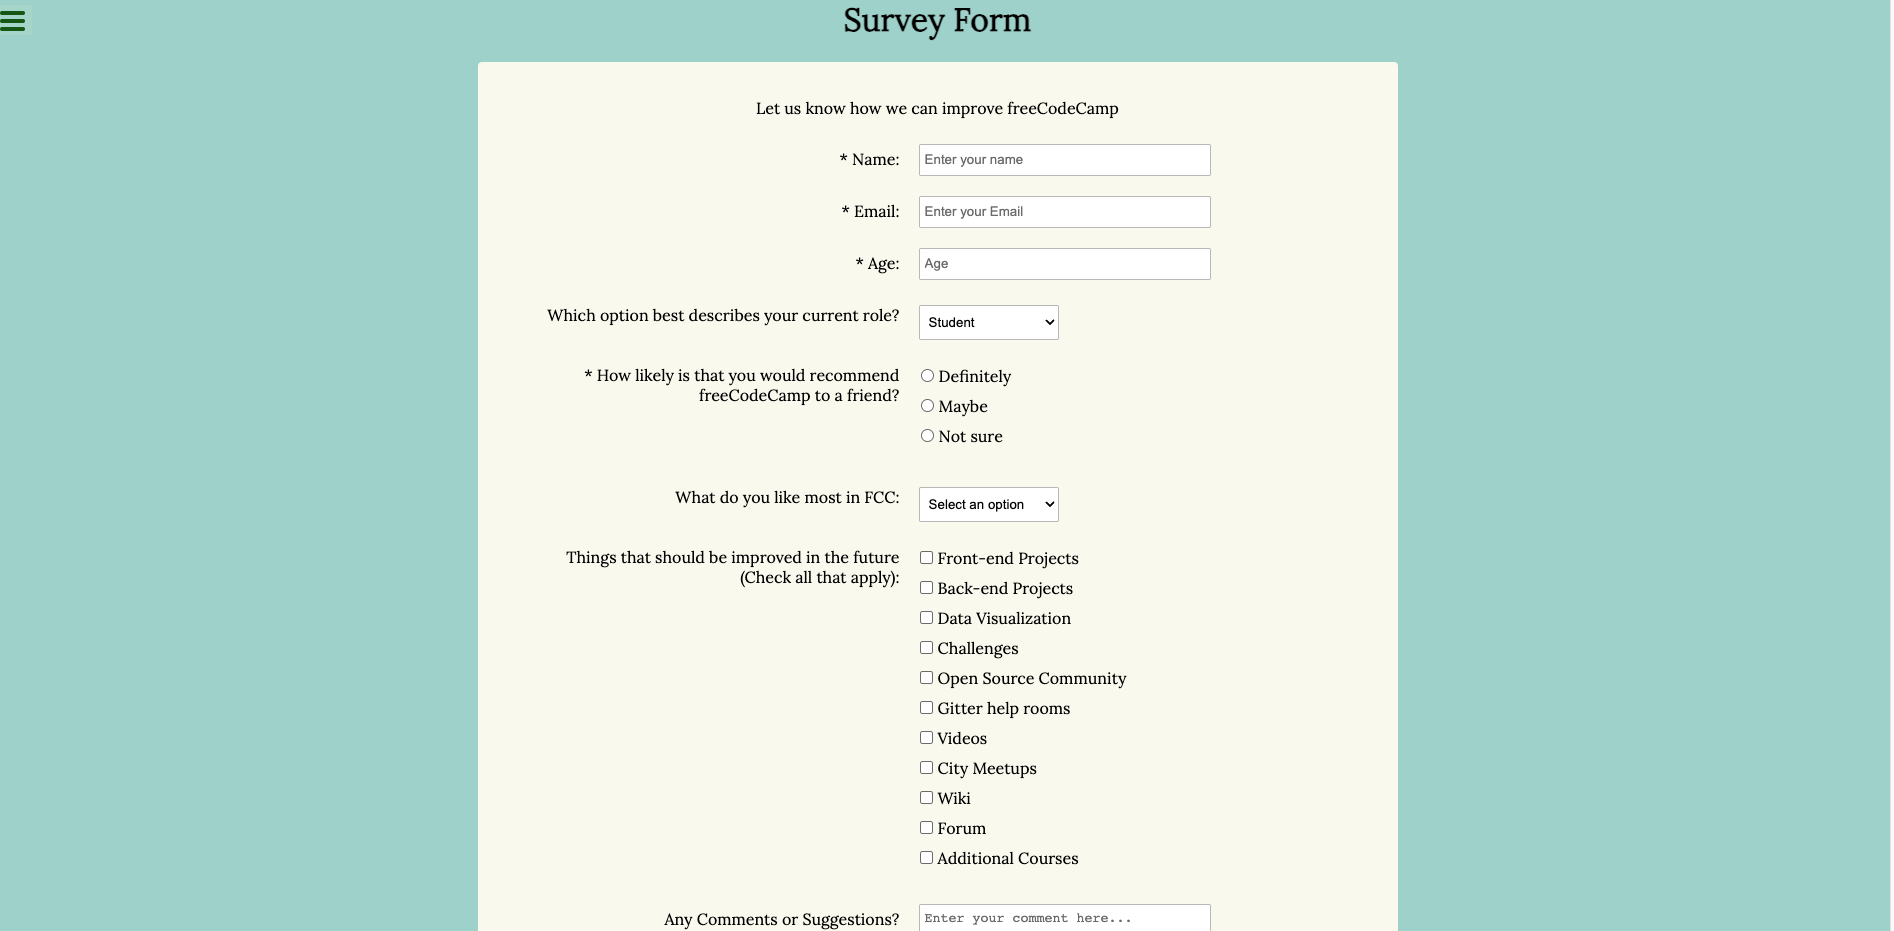 Survey Form
Let us know how we can improve freeCodeCamp
* Name:
Enter your name
* Email:
Enter your Email
* Age:
Age
Which option best describes your current role?
Student
* How likely is that you would recommend
freeCodeCamp to a friend?
Definitely
Maybe
Not sure
What do you like most in FCC:
Select an option
Things that should be improved in the future
(Check all that apply):
Front-end Projects
Back-end Projects
Data Visualization
Challenges
Open Source Community
Gitter help rooms
Videos
City Meetups
Wiki
Forum
Additional Courses
Any Comments or Suggestions?
Enter your comment here...